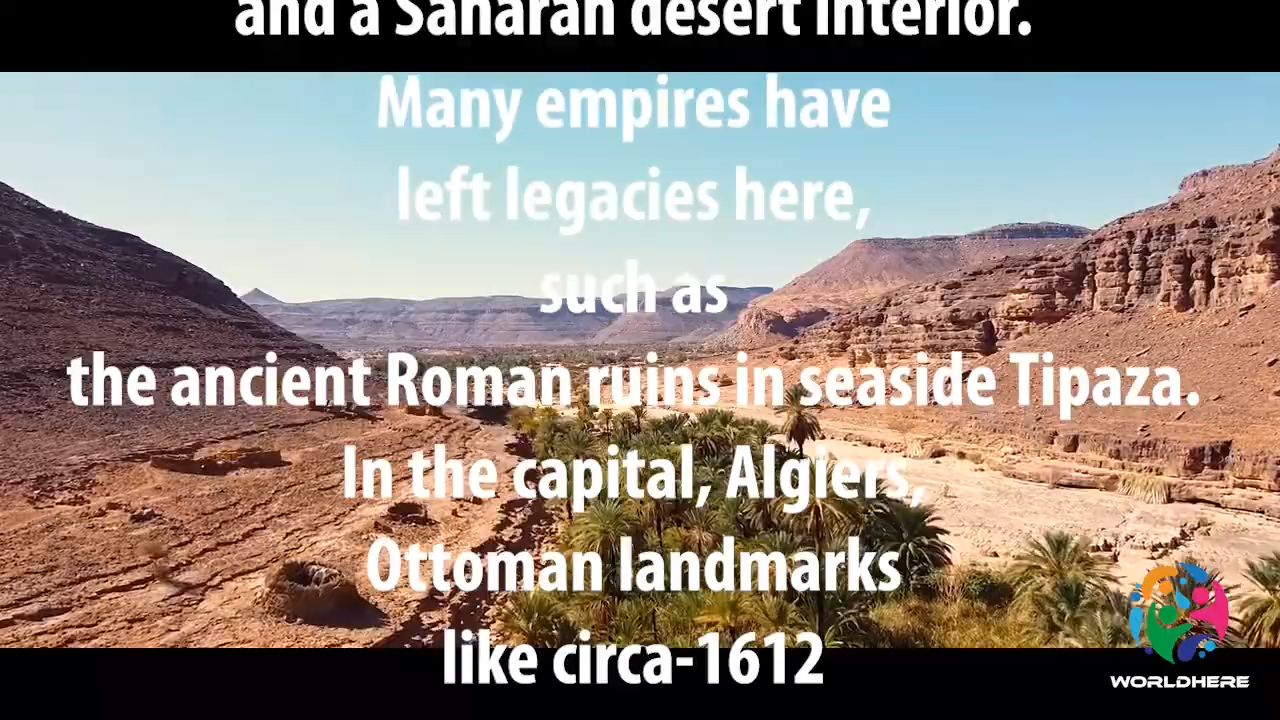 and a Saharan desert interior.
Many empires have
left legacies here,
such as
the ancient Roman ruins in seaside Tipaza.
In the capital, Algiers,
Ottoman landmarks
like circa-1612
WORLDHERE